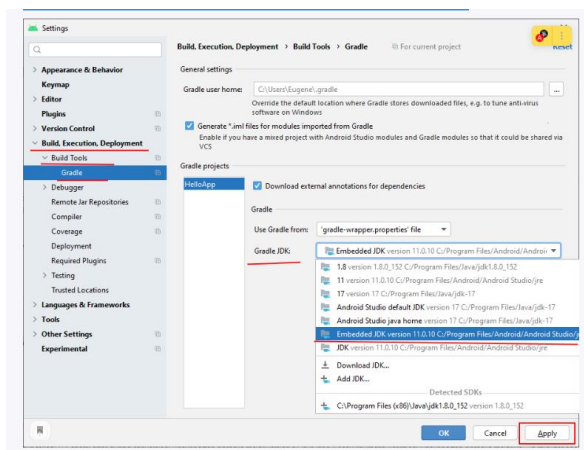 Settings
Build, Execution, Deployment › Build Tools › Gradle For current project Reset
Appearance & Behavior
Keymap
Editor
Plugins
Version Control
Build, Execution, Deployment
Build Tools
Gradle
Debugger
Remote Jar Repositories
Compiler
Coverage
Deployment
Required Plugins
Testing
Trusted Locations
Languages & Frameworks
Tools
Other Settings
Experimental
General settings
Gradle user home: C:\Users\Eugene\.gradle ...
Override the default location where Gradle stores downloaded files, e.g. to tune anti-virus
software on Windows
Generate *.iml files for modules imported from Gradle
Enable if you have a mixed project with Android Studio modules and Gradle modules so that it could be shared via
VCS
Gradle projects
HelloApp
Download external annotations for dependencies
Gradle
Use Gradle from: 'gradle-wrapper.properties' file
Gradle JDK: Embedded JDK version 11.0.10 C:/Program Files/Android/Androi
1.8 version 1.8.0_152 C:/Program Files/Java/jdk1.8.0_152
11 version 11.0.10 C:/Program Files/Android/Android Studio/jre
17 version 17 C:/Program Files/Java/jdk-17
Android Studio default JDK version 17 C:/Program Files/Java/jdk-17
Android Studio java home version 17 C:/Program Files/Java/jdk-17
Embedded JDK version 11.0.10 C:/Program Files/Android/Android Studio/j
JDK version 11.0.10 C:/Program Files/Android/Android Studio/jre
Download JDK...
Add JDK...
Detected SDKs
C:\Program Files (x86)\Java\jdk1.8.0_152 version 1.8.0_152
OK Cancel Apply